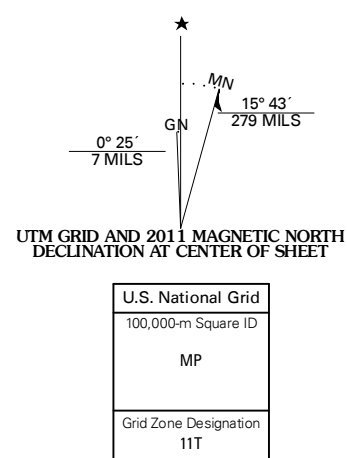 MN
15° 43´
279 MILS
GN
0° 25´
7 MILS
UTM GRID AND 2011 MAGNETIC NORTH
DECLINATION AT CENTER OF SHEET
U.S. National Grid
100,000-m Square ID
MP
Grid Zone Designation
11T